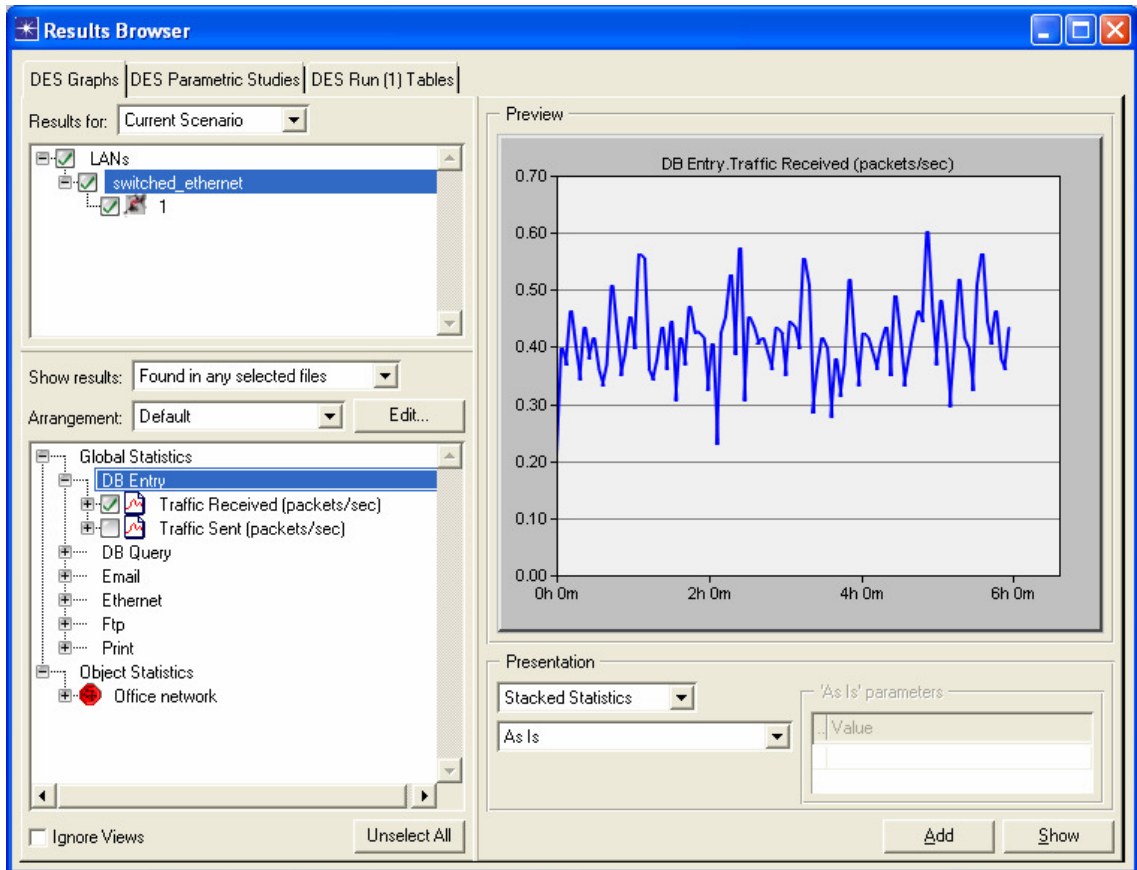 Results Browser
DES Graphs DES Parametric Studies DES Run (1) Tables
Results for: Current Scenario
LANs
switched_ethernet
1
Show results: Found in any selected files
Arrangement: Default Edit...
Global Statistics
DB Entry
Traffic Received (packets/sec)
Traffic Sent (packets/sec)
DB Query
Email
Ethernet
Ftp
Print
Object Statistics
Office network
Ignore Views Unselect All
Preview
DB Entry.Traffic Received (packets/sec)
0.70
0.60
0.50
0.40
0.30
0.20
0.10
0.00
0h 0m 2h 0m 4h 0m 6h 0m
Presentation
Stacked Statistics
As Is
'As Is' parameters
.. Value
Add Show